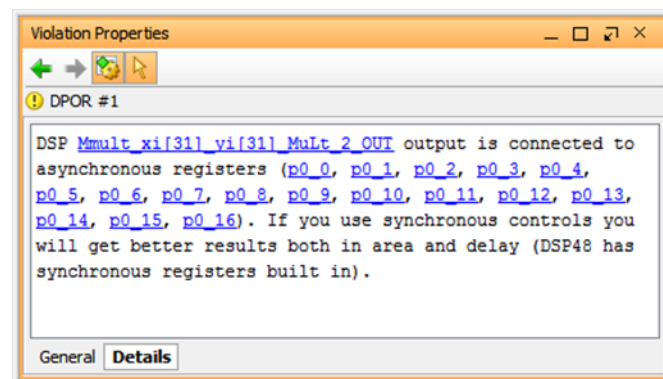 Violation Properties
DPOR #1
DSP Mmult_xi[31]_yi[31]_MuLt_2_OUT output is connected to
asynchronous registers (p0_0, p0_1, p0_2, p0_3, p0_4,
p0_5, p0_6, p0_7, p0_8, p0_9, p0_10, p0_11, p0_12, p0_13,
p0_14, p0_15, p0_16). If you use synchronous controls you
will get better results both in area and delay (DSP48 has
synchronous registers built in).
General Details